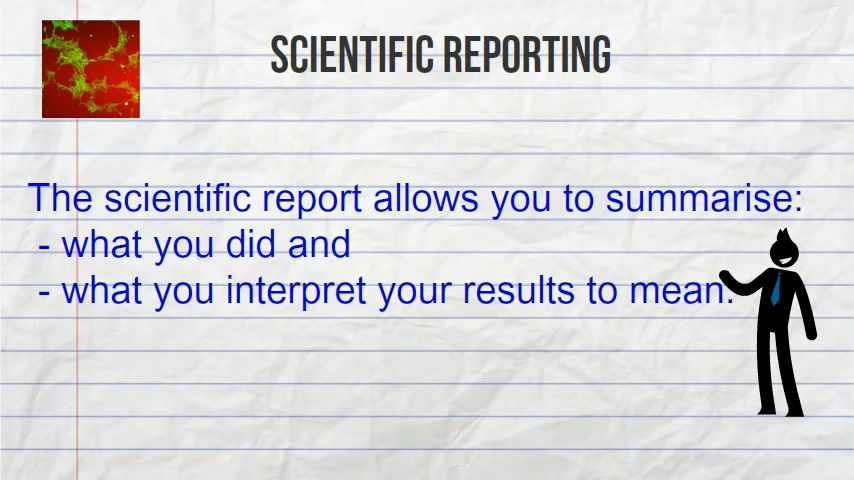 SCIENTIFIC REPORTING
The scientific report allows you to summarise:
- what you did and
- what you interpret your results to mean.